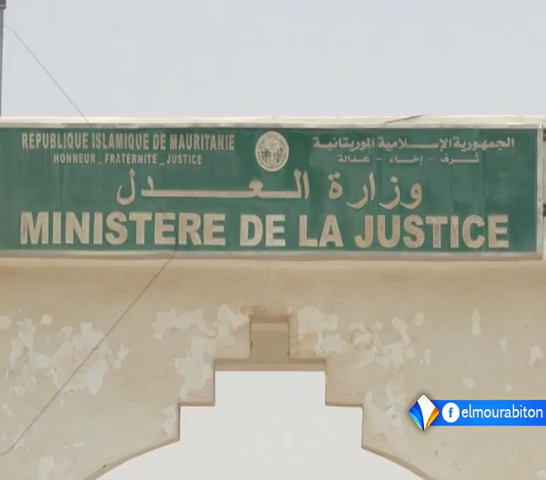 REPUBLIQUE ISLAMIQUE DE MAURITANIE
الجمهورية الإسلامية الموريتانية
HONNEUR _ FRATERNITE _ JUSTICE
شرف - إخاء - عدالة
وزارة العدل
MINISTERE DE LA JUSTICE
elmourabiton